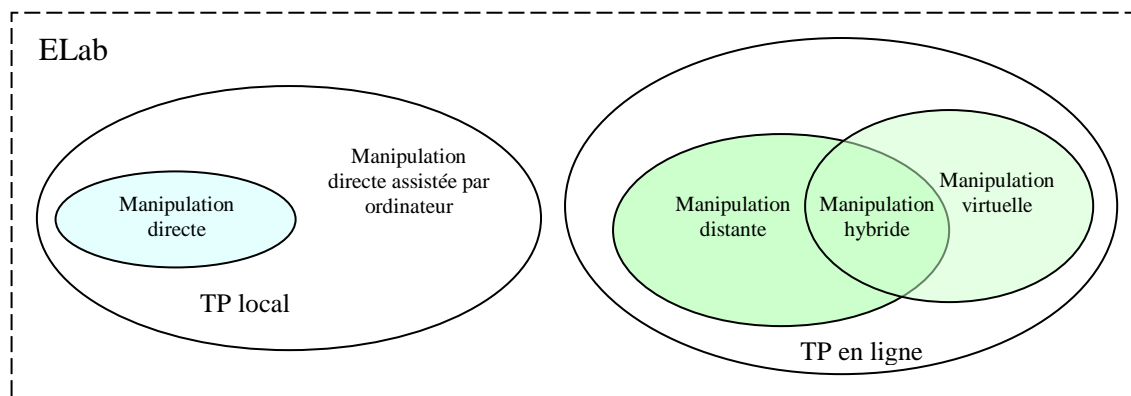 ELab
Manipulation
directe assistée par
ordinateur
Manipulation
directe
TP local
Manipulation
distante
Manipulation
hybride
Manipulation
virtuelle
TP en ligne